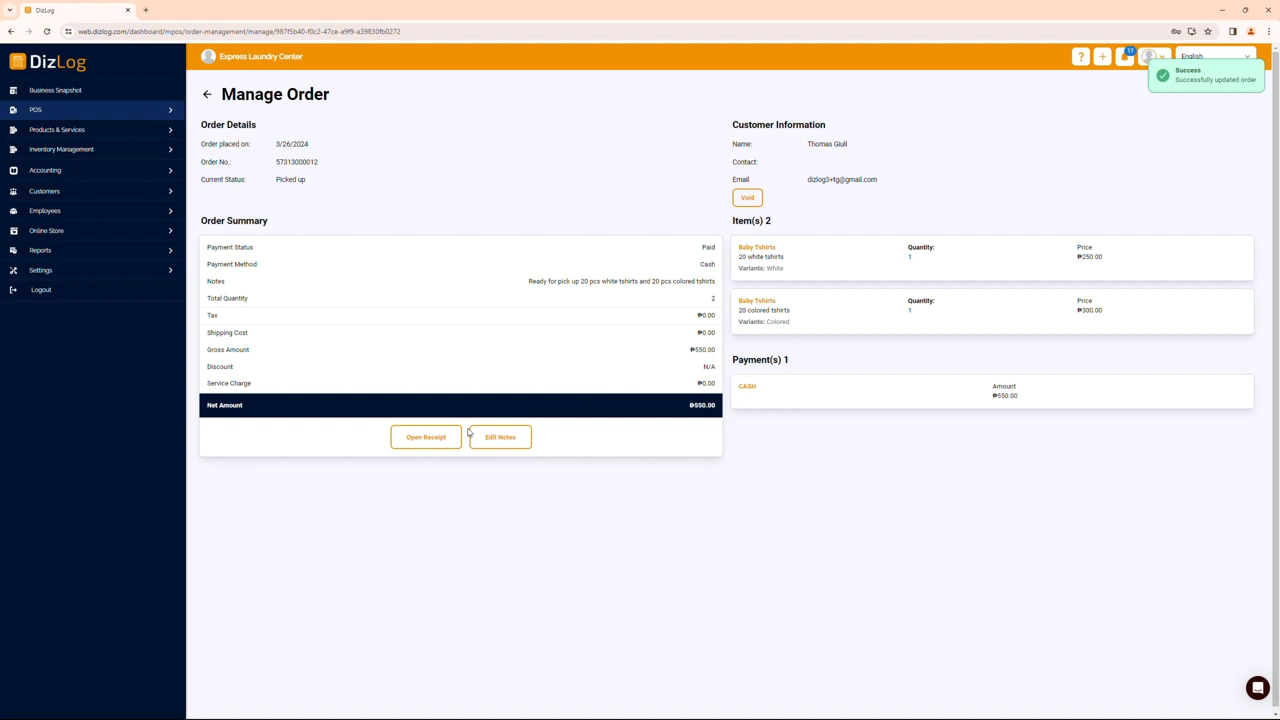 DizLog
web.dizlog.com/dashboard/mpos/order-management/manage/987f5b40-f0c2-47ce-a9f9-a39830fb0272
DizLog
Express Laundry Center
?
+
17
English
Success
Successfully updated order
Business Snapshot
POS
Products & Services
Inventory Management
Accounting
Customers
Employees
Online Store
Reports
Settings
Logout
Manage Order
Order Details
Order placed on: 3/26/2024
Order No.: 57313000012
Current Status: Picked up
Customer Information
Name: Thomas Giull
Contact:
Email dizlog3+tg@gmail.com
Void
Order Summary
Payment Status Paid
Payment Method Cash
Notes Ready for pick up 20 pcs white tshirts and 20 pcs colored tshirts
Total Quantity 2
Tax ₱0.00
Shipping Cost ₱0.00
Gross Amount ₱550.00
Discount N/A
Service Charge ₱0.00
Net Amount ₱550.00
Open Receipt
Edit Notes
Item(s) 2
Baby Tshirts Quantity: Price
20 white tshirts 1 ₱250.00
Variants: White
Baby Tshirts Quantity: Price
20 colored tshirts 1 ₱300.00
Variants: Colored
Payment(s) 1
CASH Amount
₱550.00